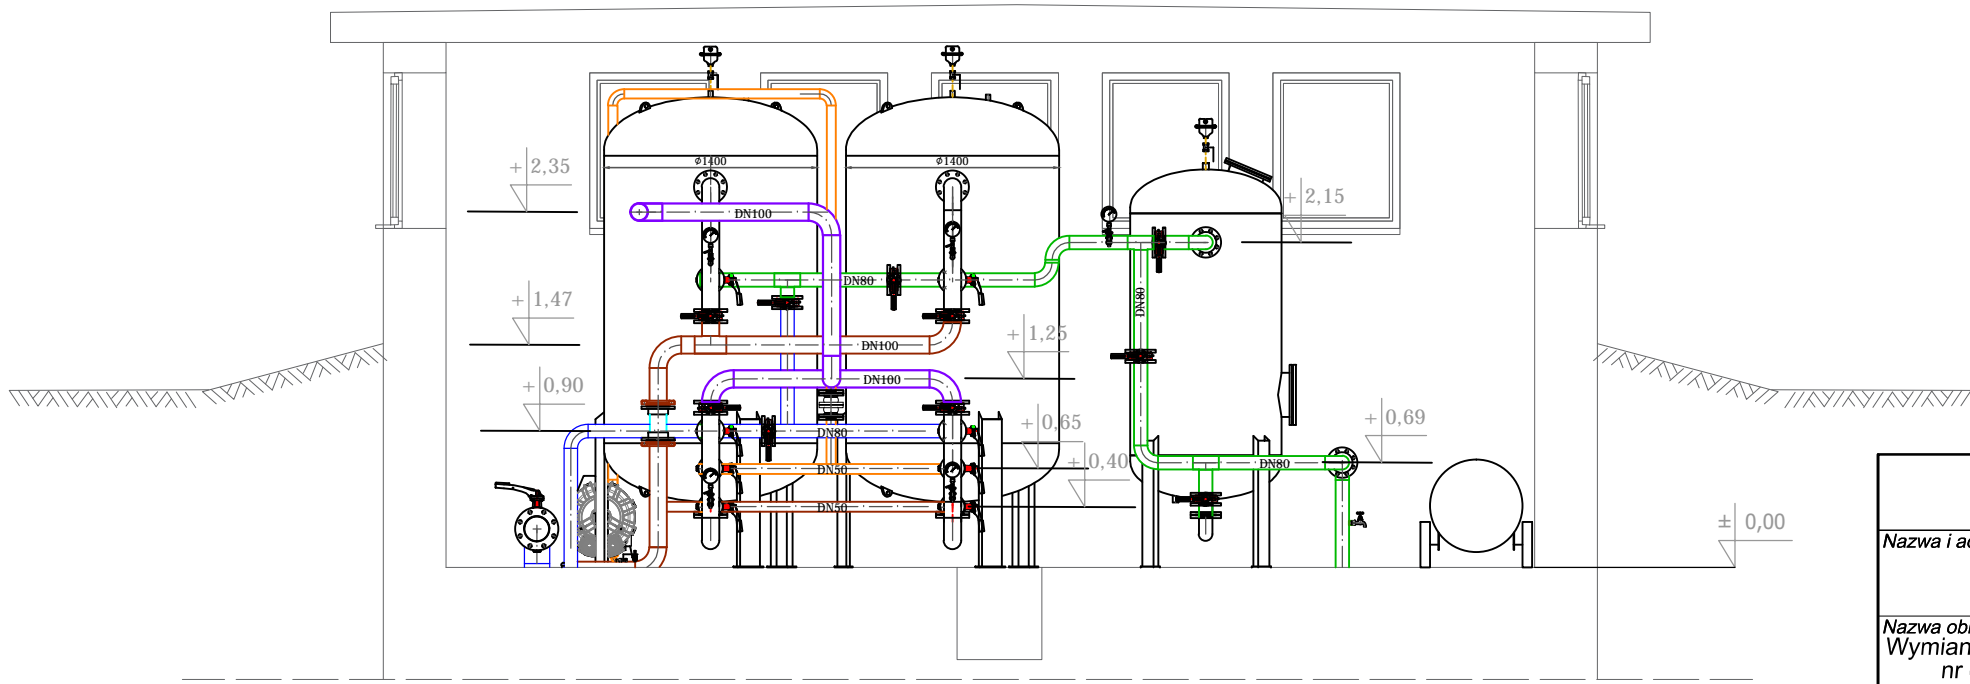 ø1400
ø1400
+ 2,35
+ 2,15
DN100
DN80
DN80
+ 1,47
+ 1,25
DN100
DN100
+ 0,90
+ 0,65
+ 0,69
DN80
+ 0,40
DN80
DN50
DN50
± 0,00
Nazwa i
Nazwa
Wymian
nr